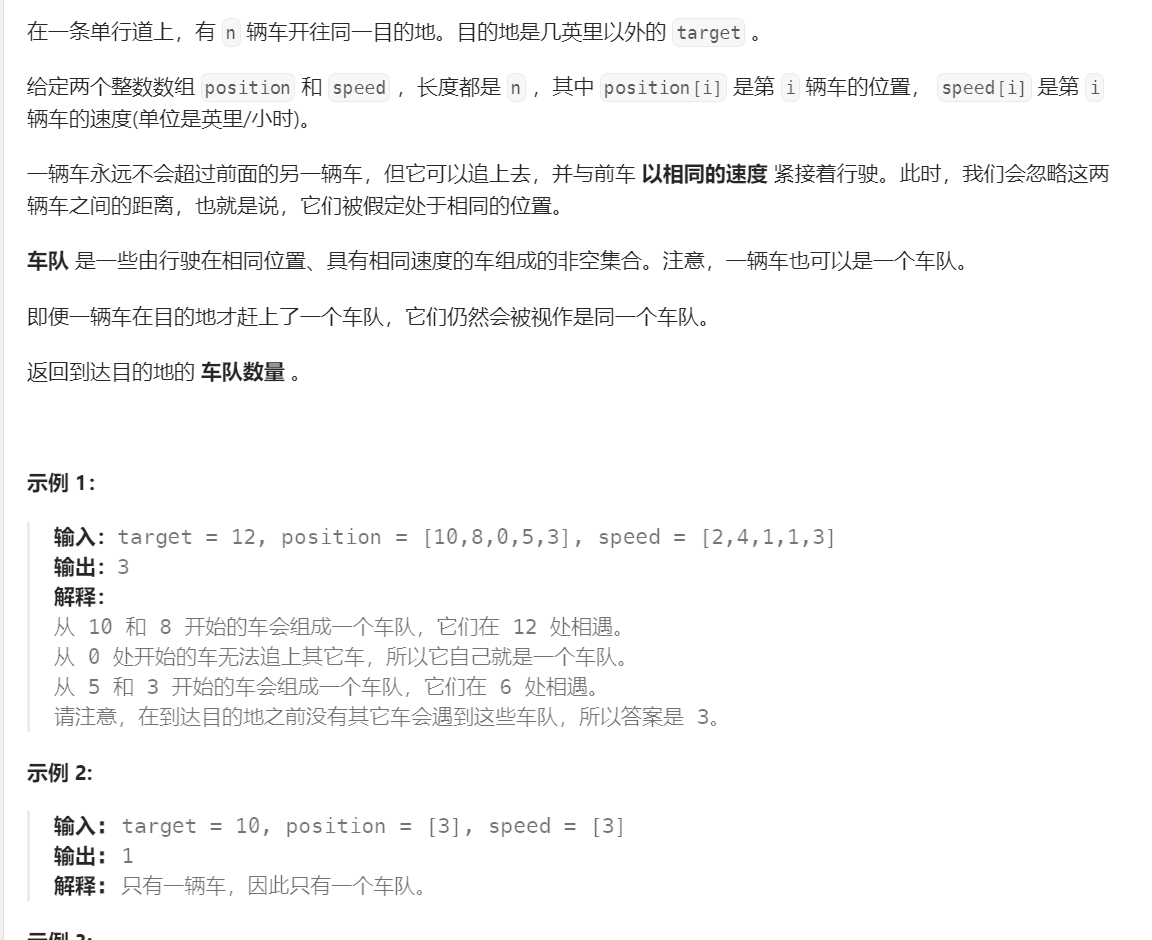 在一条单行道上，有 n 辆车开往同一目的地。目的地是几英里以外的 target 。
给定两个整数数组 position 和 speed ，长度都是 n ，其中 position[i] 是第 i 辆车的位置， speed[i] 是第 i
辆车的速度(单位是英里/小时)。
一辆车永远不会超过前面的另一辆车，但它可以追上去，并与前车 以相同的速度 紧接着行驶。此时，我们会忽略这两
辆车之间的距离，也就是说，它们被假定处于相同的位置。
车队 是一些由行驶在相同位置、具有相同速度的车组成的非空集合。注意，一辆车也可以是一个车队。
即便一辆车在目的地才赶上了一个车队，它们仍然会被视作是同一个车队。
返回到达目的地的 车队数量 。
示例 1：
输入：target = 12, position = [10,8,0,5,3], speed = [2,4,1,1,3]
输出：3
解释：
从 10 和 8 开始的车会组成一个车队，它们在 12 处相遇。
从 0 处开始的车无法追上其它车，所以它自己就是一个车队。
从 5 和 3 开始的车会组成一个车队，它们在 6 处相遇。
请注意，在到达目的地之前没有其它车会遇到这些车队，所以答案是 3。
示例 2:
输入: target = 10, position = [3], speed = [3]
输出: 1
解释: 只有一辆车，因此只有一个车队。
示例 3: